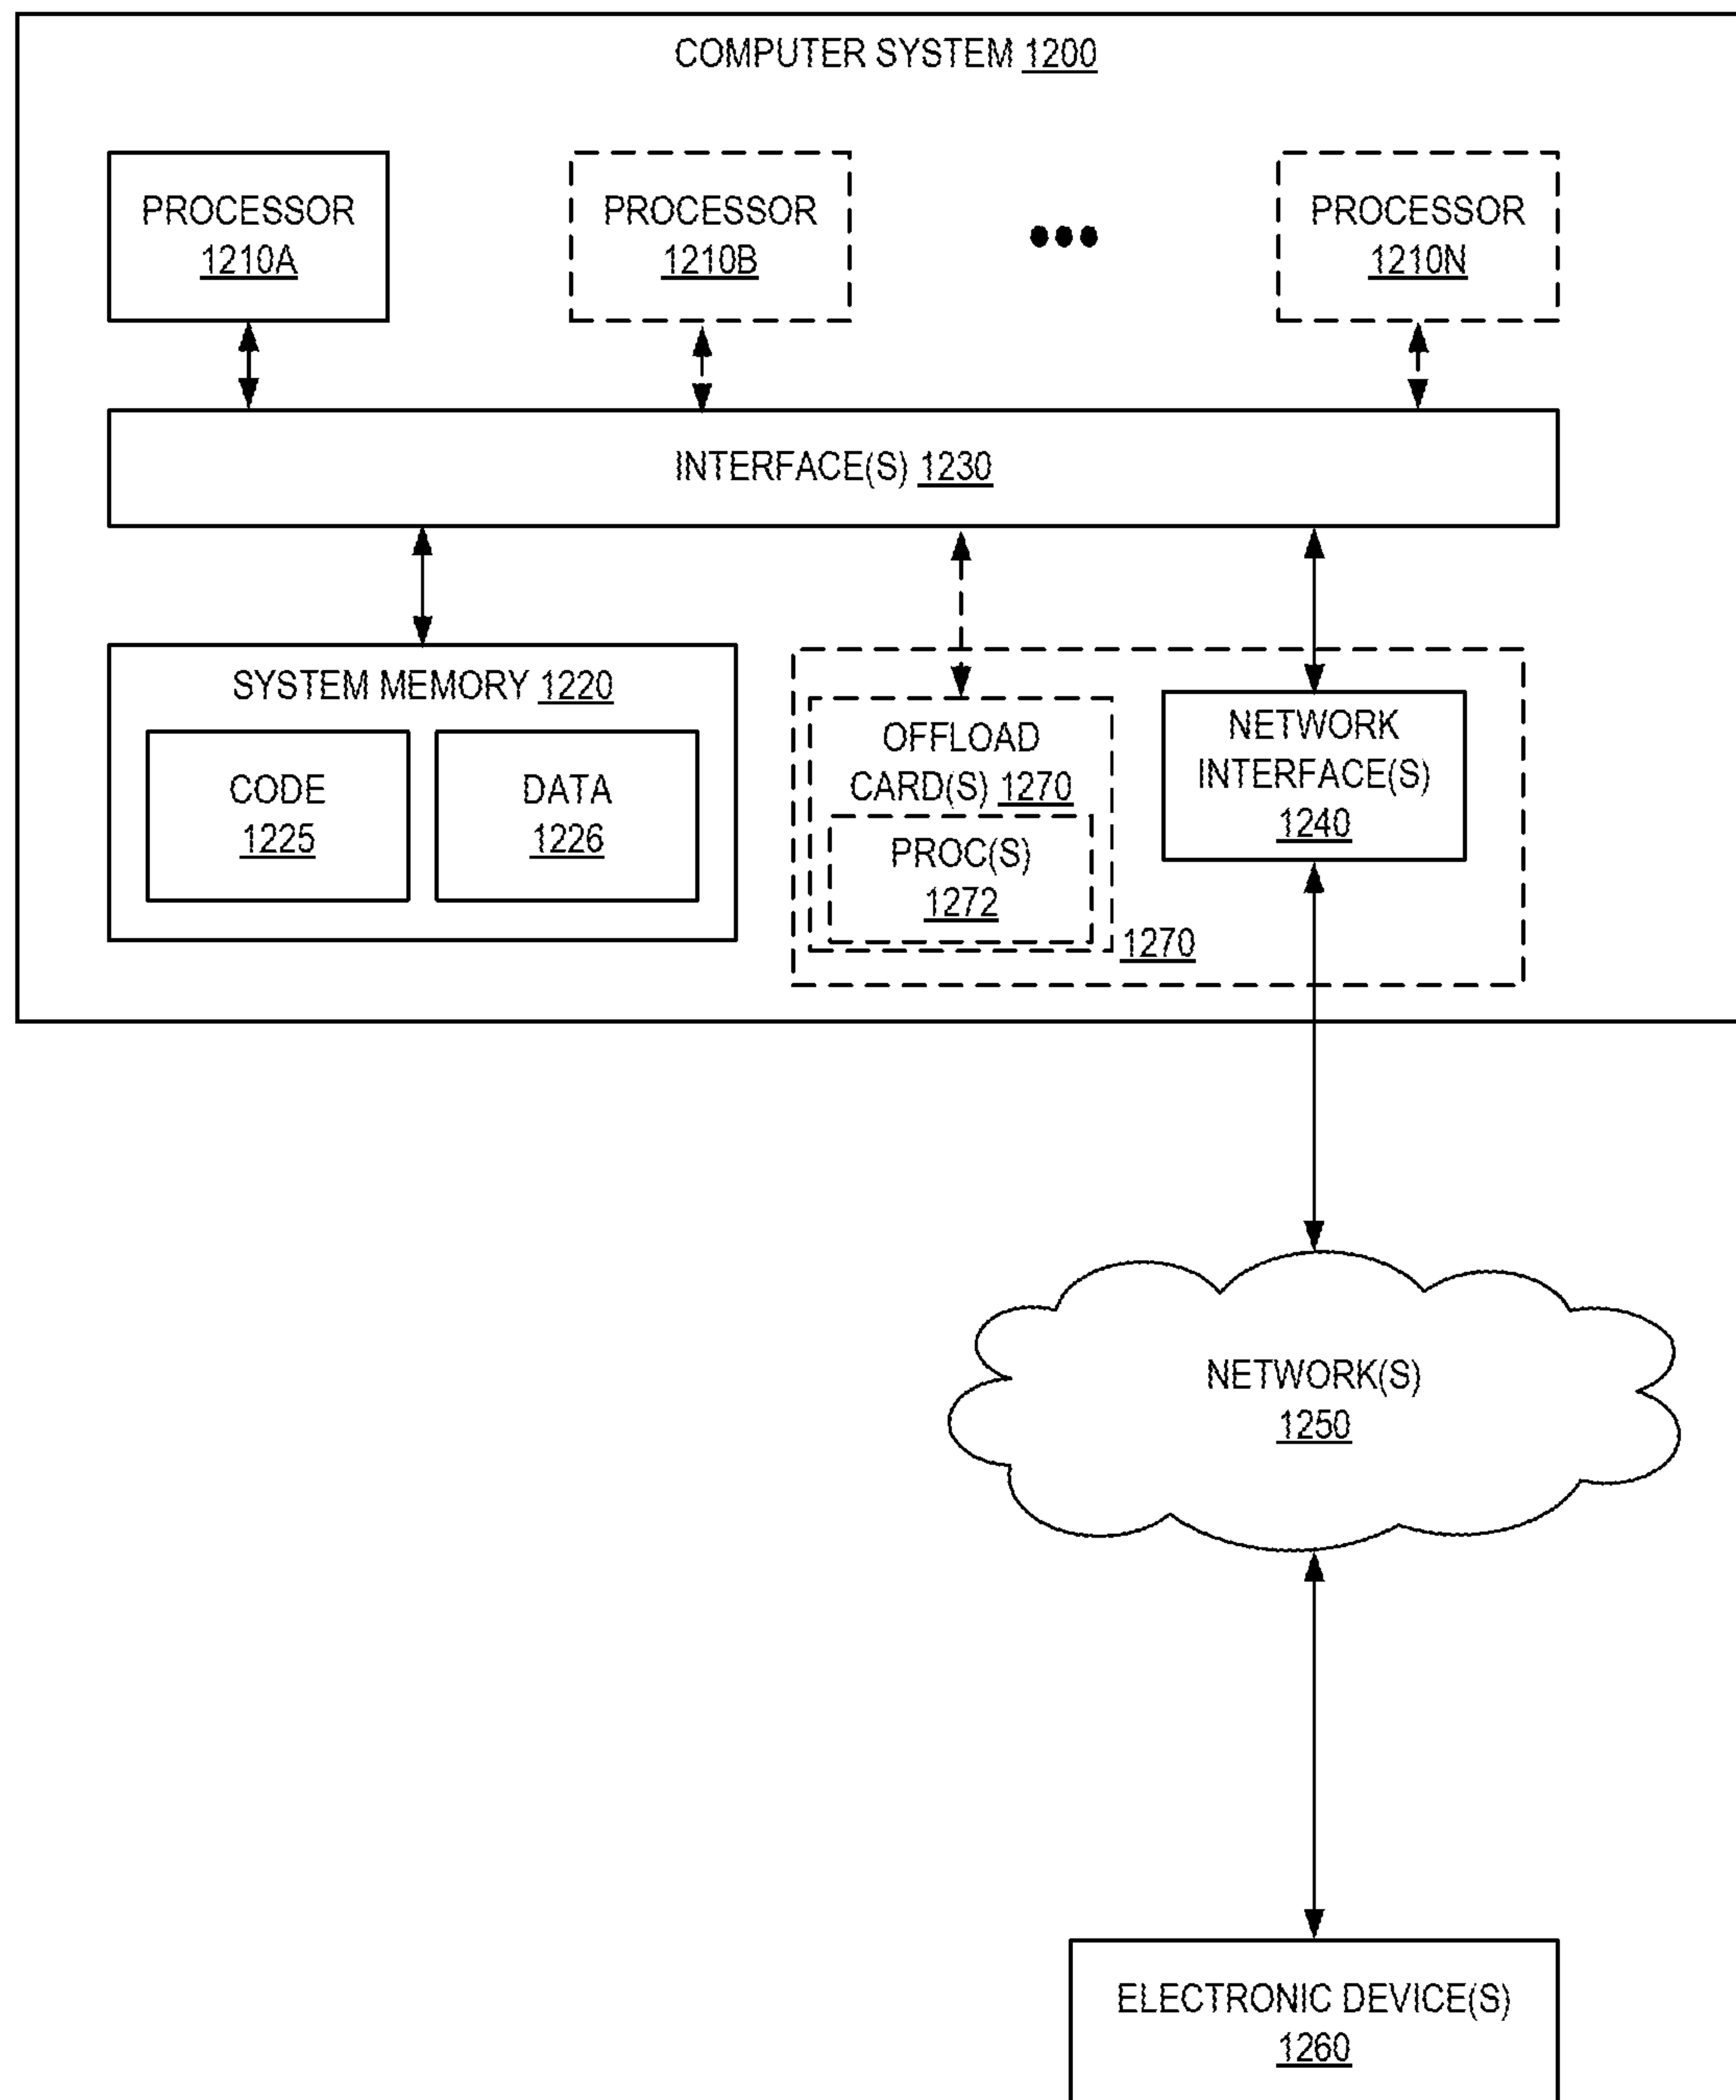 COMPUTER SYSTEM 1200
PROCESSOR
1210A
PROCESSOR
1210B
PROCESSOR
1210N
INTERFACE(S) 1230
SYSTEM MEMORY 1220
CODE
1225
DATA
1226
OFFLOAD
CARD(S) 1270
PROC(S)
1272
1270
NETWORK
INTERFACE(S)
1240
NETWORK(S)
1250
ELECTRONIC DEVICE(S)
1260